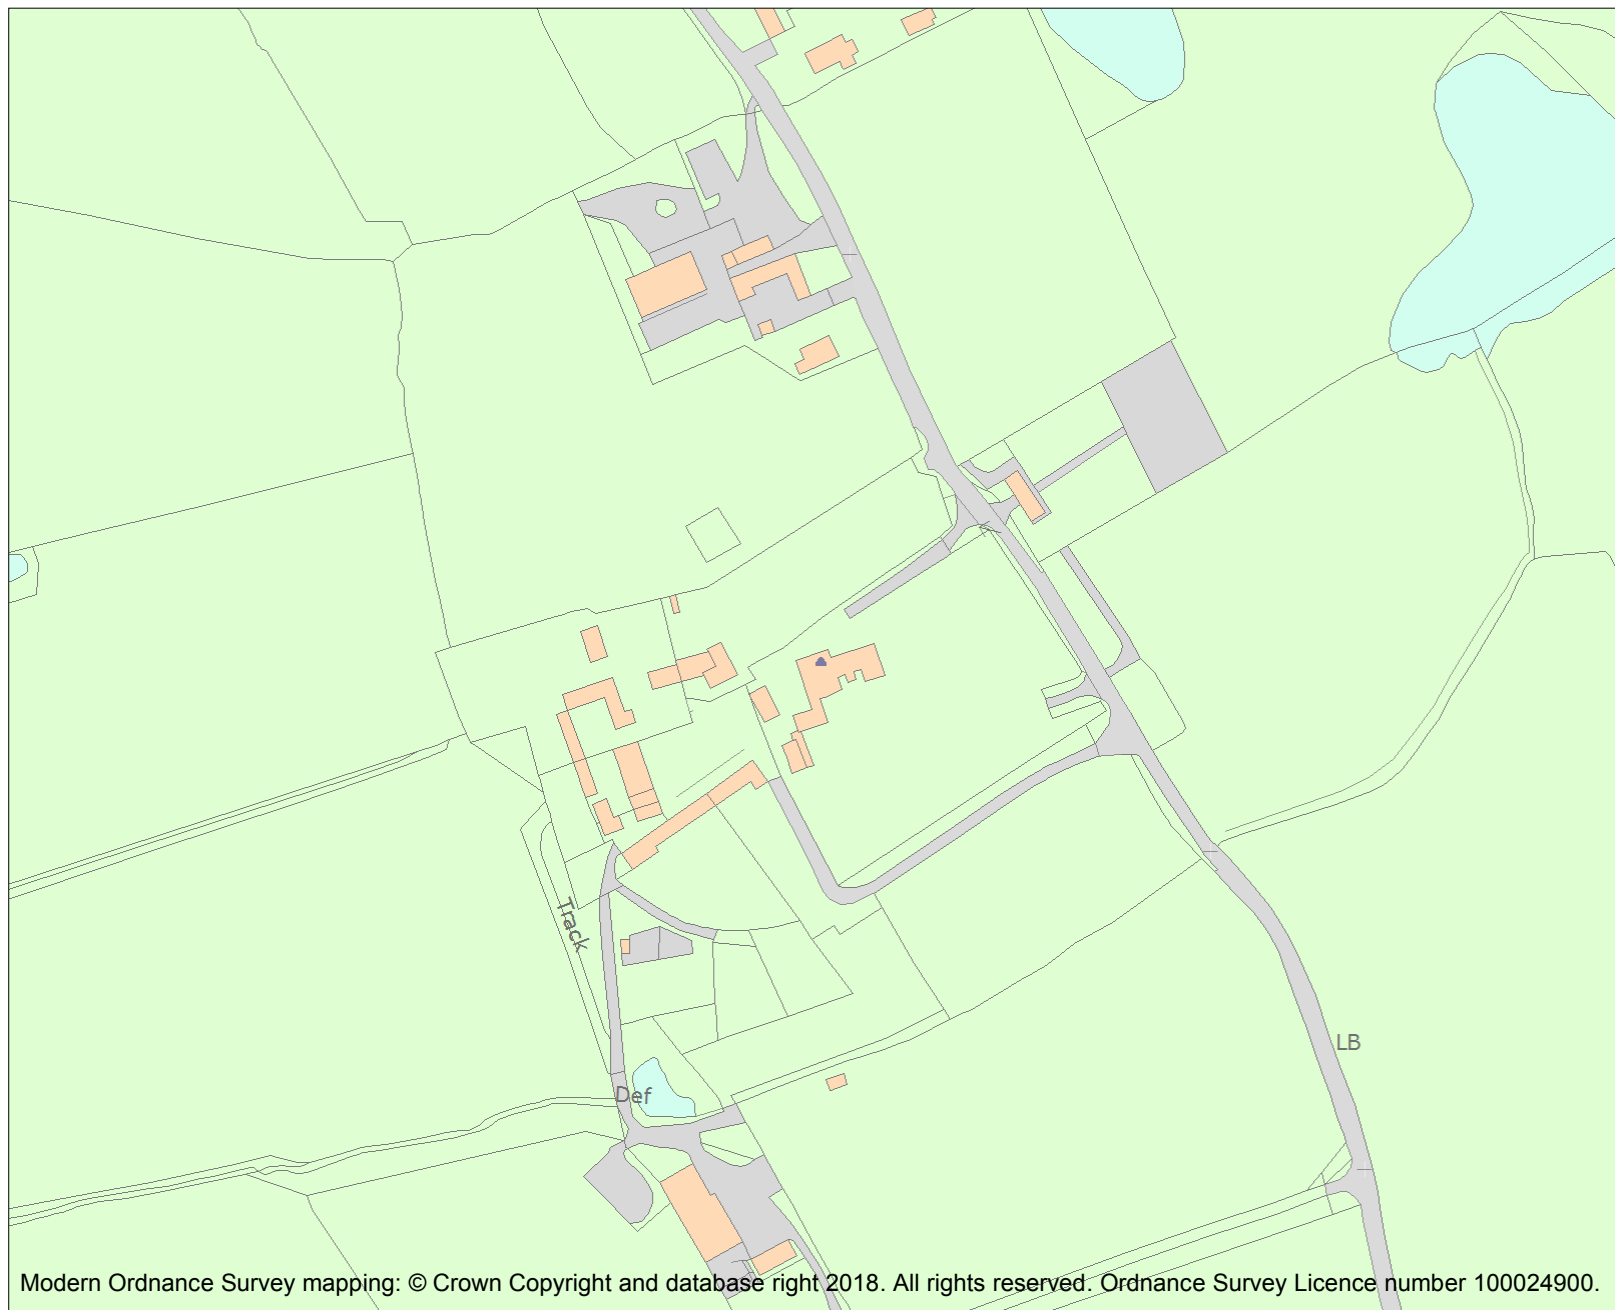 Track
LB
Def
Modern Ordnance Survey mapping: © Crown Copyright and database right 2018. All rights reserved. Ordnance Survey Licence number 100024900.